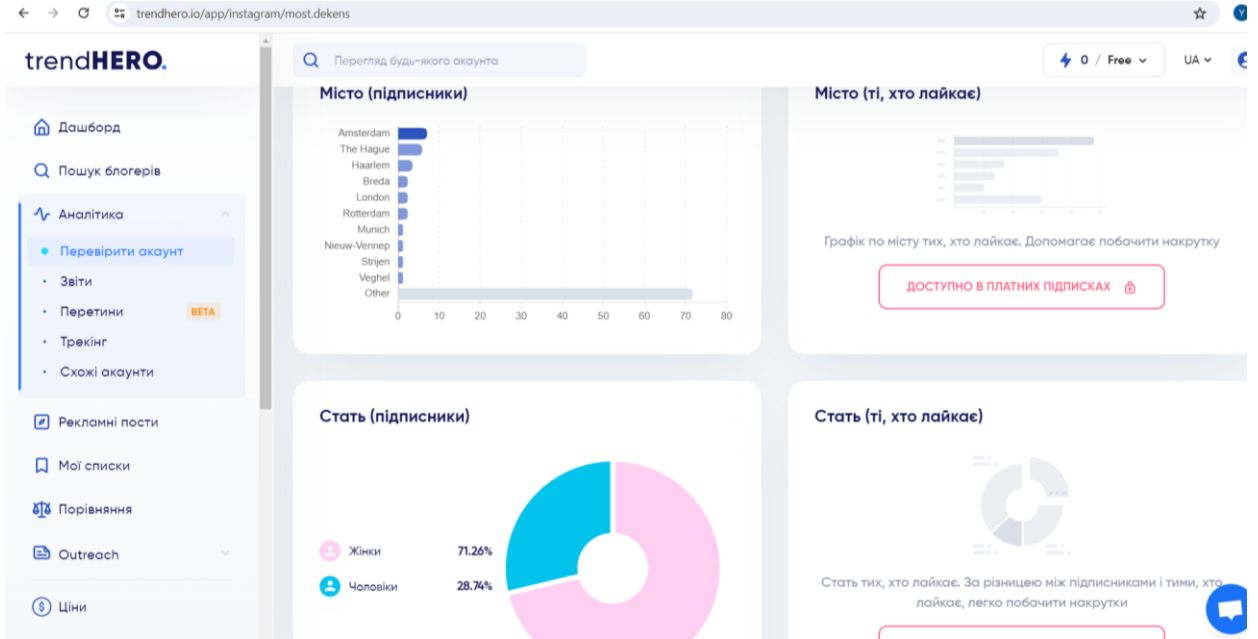 trendhero.io/app/instagram/most.dekens
Y
trendHERO.
Перегляд будь-якого акаунта
0 / Free
UA
Дашборд
Пошук блогерів
Аналітика
Перевірити акаунт
Звіти
Перетини BETA
Трекінг
Схожі акаунти
Рекламні пости
Мої списки
Порівняння
Outreach
Ціни
Місто (підписники)
Amsterdam
The Hague
Haarlem
Breda
London
Rotterdam
Munich
Nieuw-Vennep
Strijen
Veghel
Other
0 10 20 30 40 50 60 70 80
Місто (ті, хто лайкає)
Графік по місту тих, хто лайкає. Допомагає побачити накрутку
ДОСТУПНО В ПЛАТНИХ ПІДПИСКАХ
Стать (підписники)
Жінки 71.26%
Чоловіки 28.74%
Стать (ті, хто лайкає)
Стать тих, хто лайкає. За різницею між підписниками і тими, хто
лайкає, легко побачити накрутки